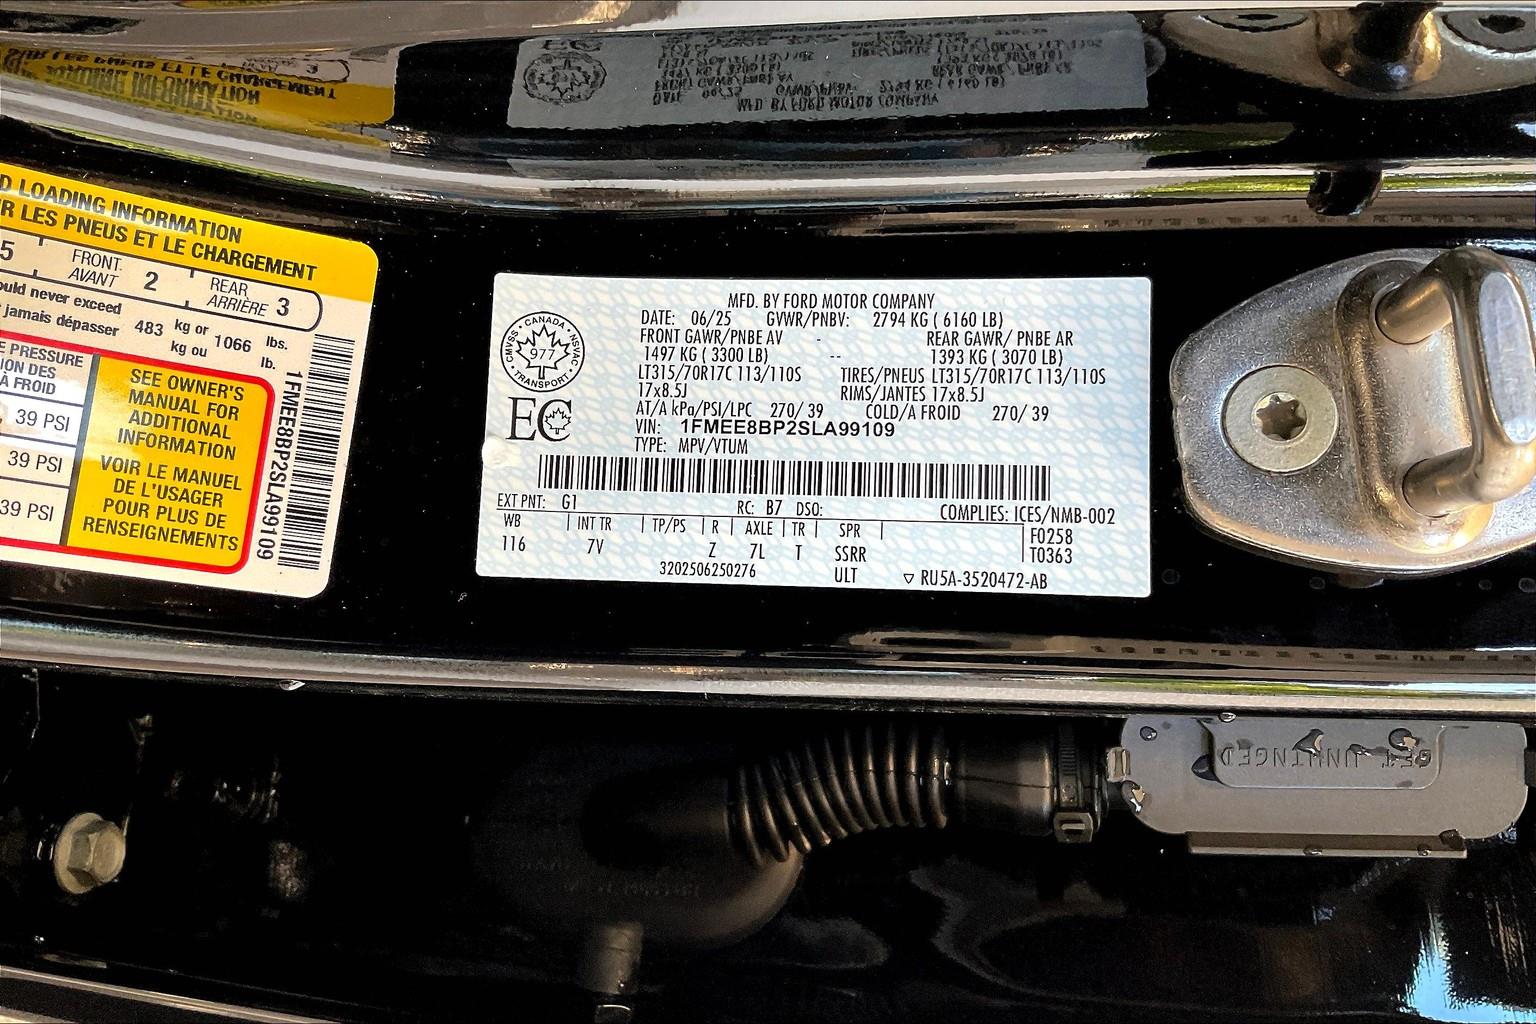 D LOADING INFORMATION
R LES PNEUS ET LE CHARGEMENT
5
FRONT
AVANT
2
REAR
ARRIÈRE
3
ould never exceed
jamais dépasser
483
kg or
kg ou
1066
lbs.
lb.
E PRESSURE
ION DES
À FROID
39 PSI
39 PSI
39 PSI
SEE OWNER'S
MANUAL FOR
ADDITIONAL
INFORMATION
VOIR LE MANUEL
DE L'USAGER
POUR PLUS DE
RENSEIGNEMENTS
1FMEE8BP2SLA99109
MFD. BY FORD MOTOR COMPANY
DATE: 06/25 GVWR/PNBV: 2794 KG ( 6160 LB)
FRONT GAWR/PNBE AV - REAR GAWR/ PNBE AR
1497 KG ( 3300 LB) -- 1393 KG ( 3070 LB)
LT315/70R17C 113/110S TIRES/PNEUS LT315/70R17C 113/110S
17x8.5J RIMS/JANTES 17x8.5J
AT/A kPa/PSI/LPC 270/ 39 COLD/A FROID 270/ 39
VIN: 1FMEE8BP2SLA99109
TYPE: MPV/VTUM
CANADA
CMVSS
NSVAC
977
TRANSPORT
EC
EXT PNT: G1 RC: B7 DSO: COMPLIES: ICES/NMB-002
WB | INT TR | TP/PS | R | AXLE | TR | SPR | F0258
116 7V Z 7L T SSRR T0363
3202506250276 ULT ▽ RU5A-3520472-AB
GET UNHINGED